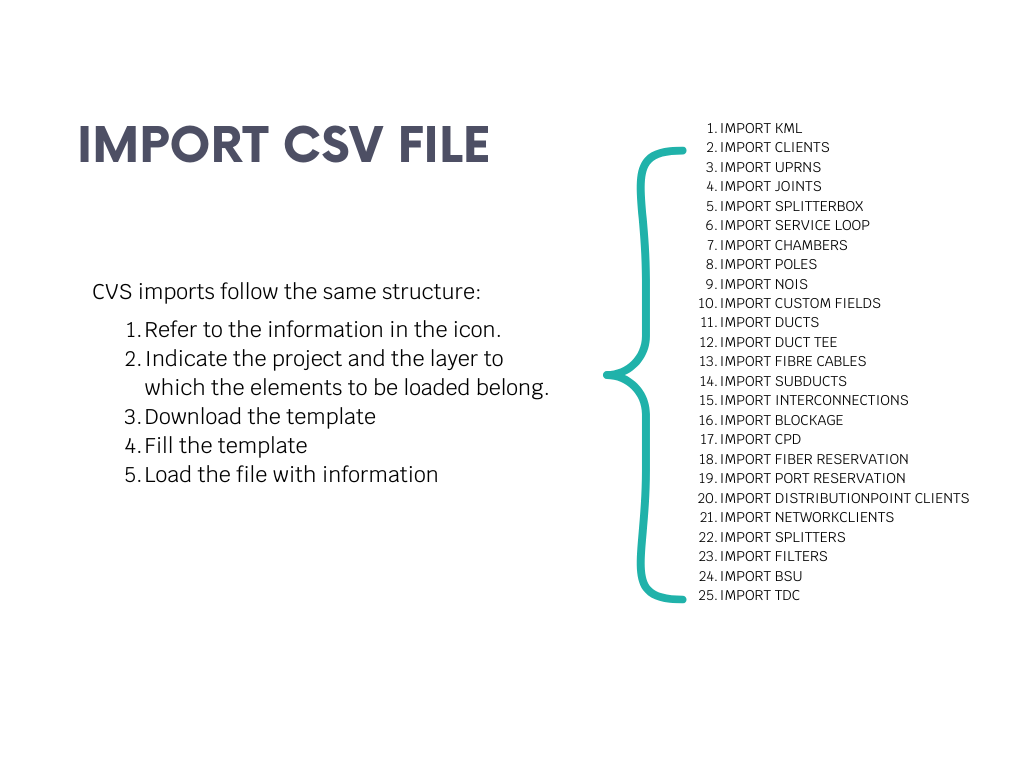 IMPORT CSV FILE
CVS imports follow the same structure:
1. Refer to the information in the icon.
2. Indicate the project and the layer to
which the elements to be loaded belong.
3. Download the template
4. Fill the template
5. Load the file with information
1. IMPORT KML
2. IMPORT CLIENTS
3. IMPORT UPRNS
4. IMPORT JOINTS
5. IMPORT SPLITTERBOX
6. IMPORT SERVICE LOOP
7. IMPORT CHAMBERS
8. IMPORT POLES
9. IMPORT NOIS
10. IMPORT CUSTOM FIELDS
11. IMPORT DUCTS
12. IMPORT DUCT TEE
13. IMPORT FIBRE CABLES
14. IMPORT SUBDUCTS
15. IMPORT INTERCONNECTIONS
16. IMPORT BLOCKAGE
17. IMPORT CPD
18. IMPORT FIBER RESERVATION
19. IMPORT PORT RESERVATION
20. IMPORT DISTRIBUTIONPOINT CLIENTS
21. IMPORT NETWORKCLIENTS
22. IMPORT SPLITTERS
23. IMPORT FILTERS
24. IMPORT BSU
25. IMPORT TDC